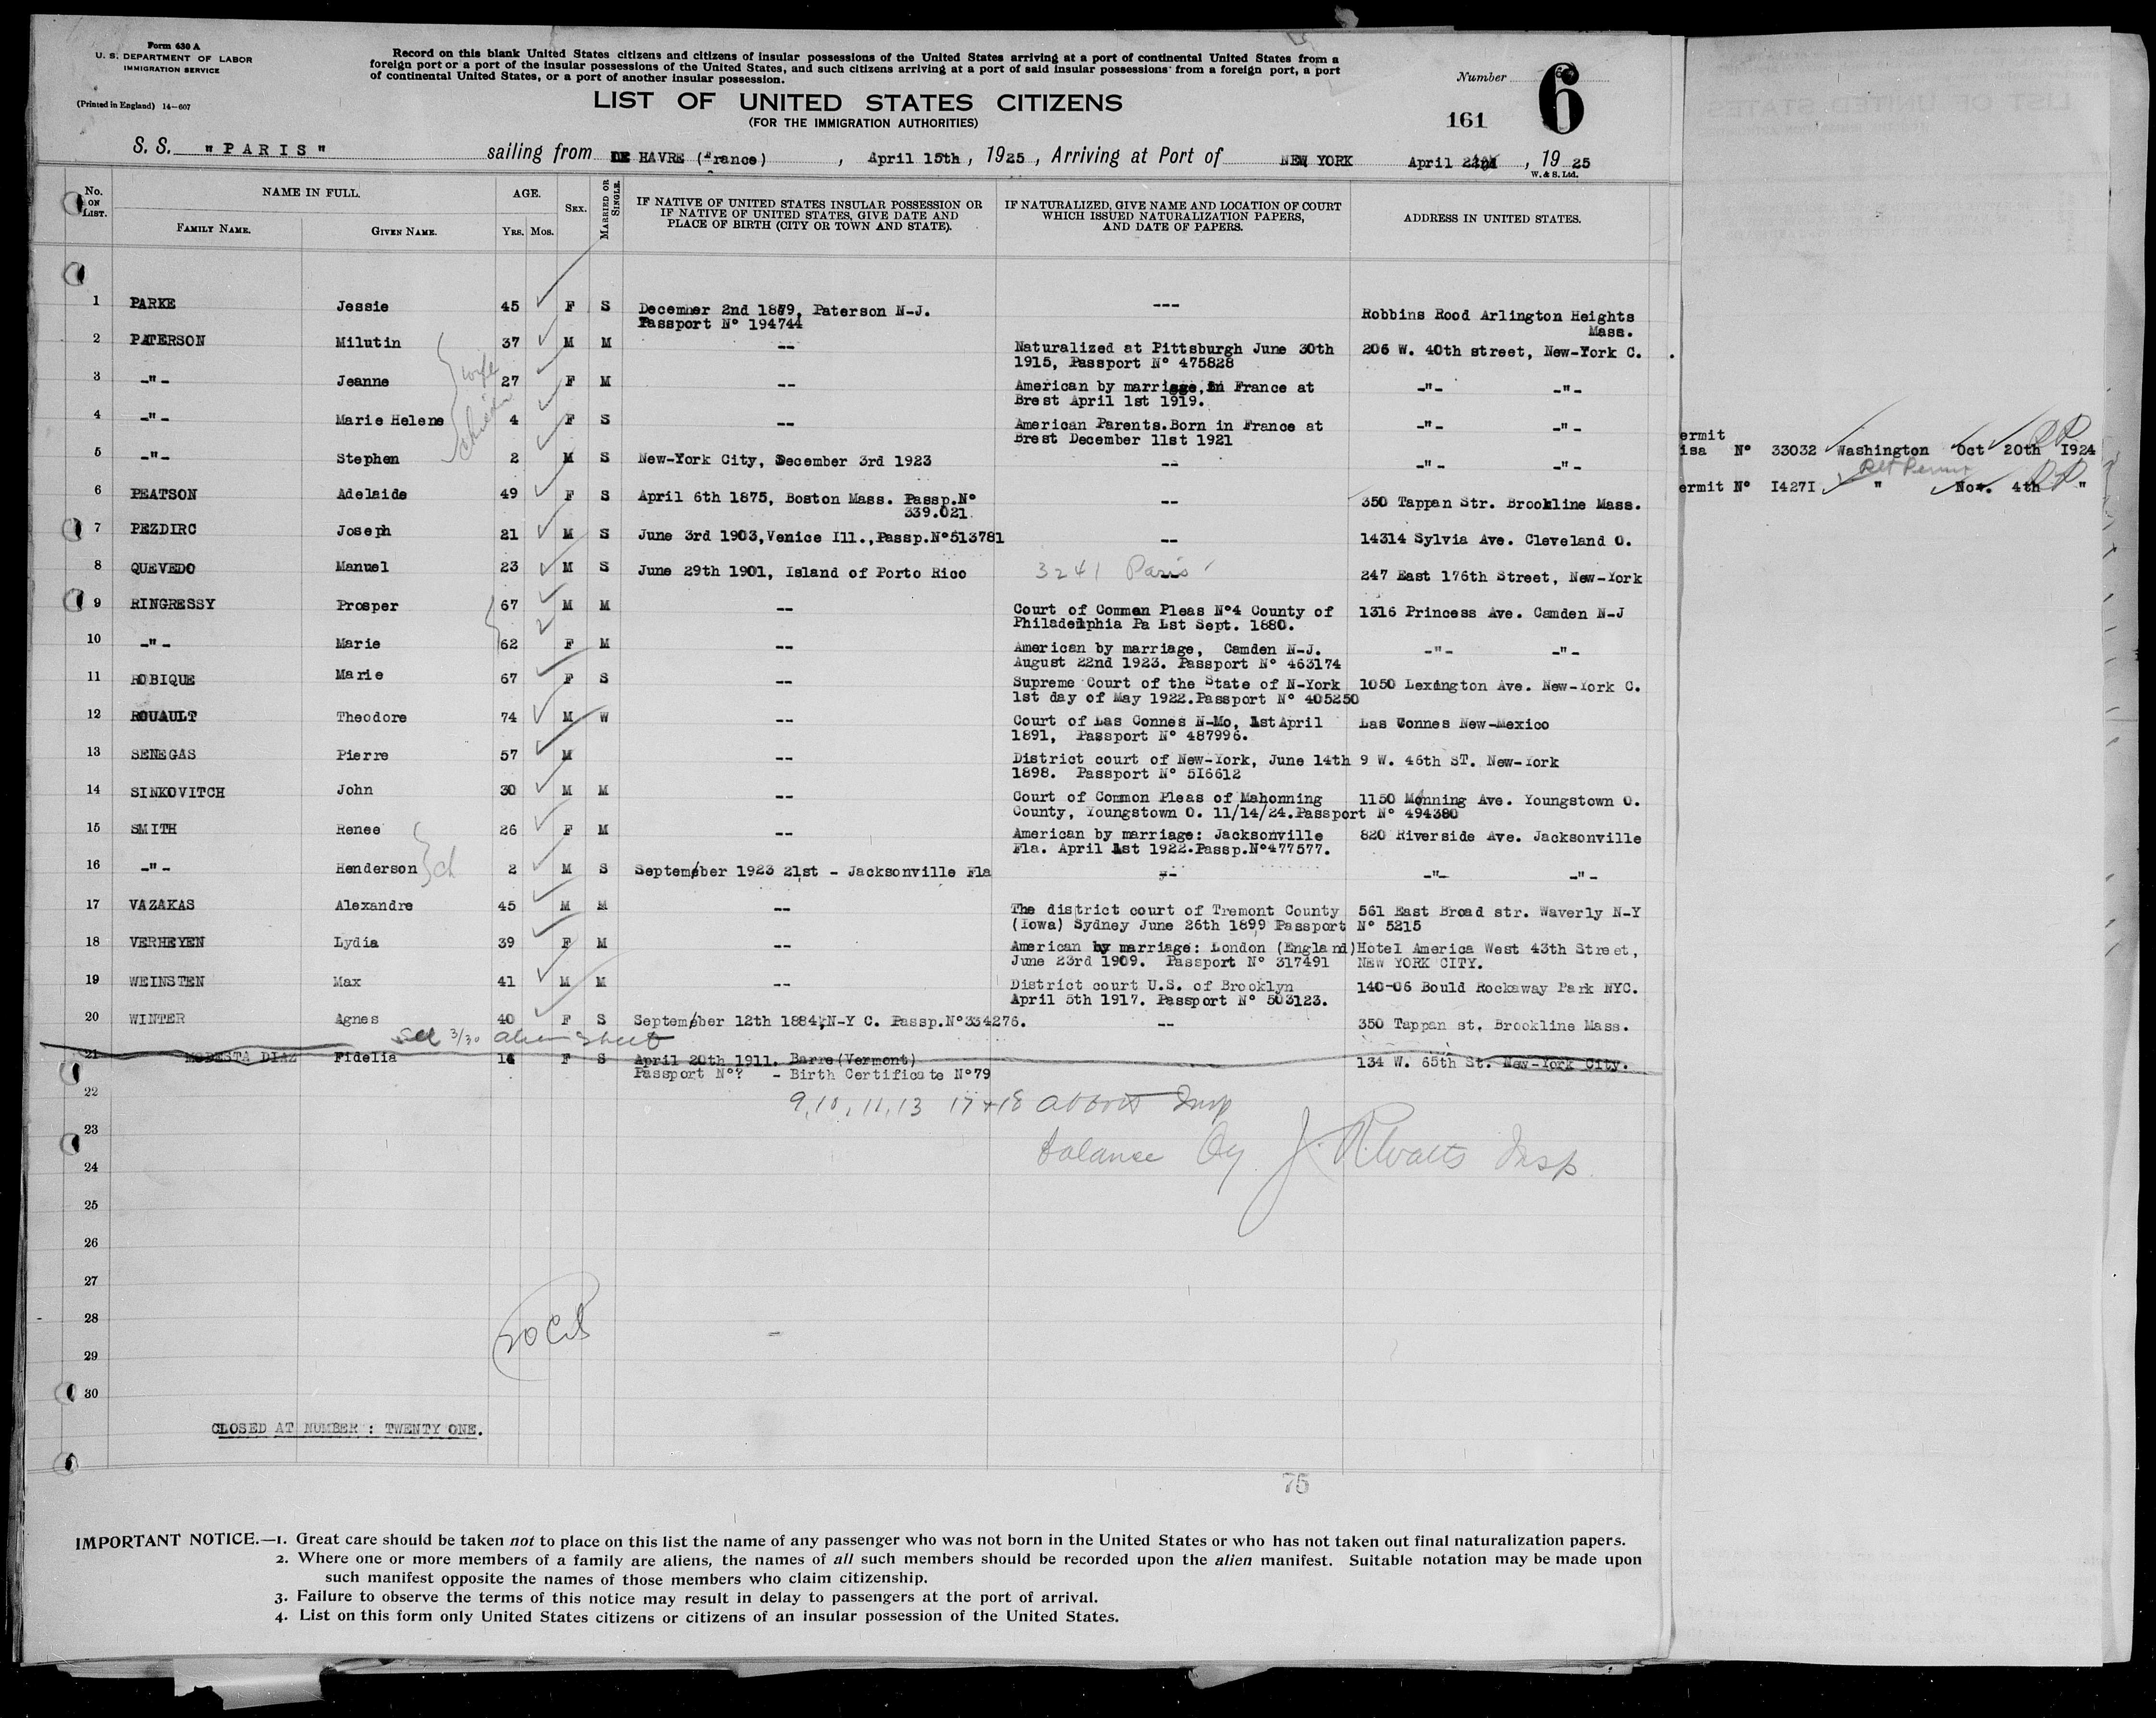 Form 630 A
U. S. DEPARTMENT OF LABOR
IMMIGRATION SERVICE
(Printed in England) 14—607
Record on this blank United States citizens and citizens of insular possessions of the United States arriving at a port of continental United States from a
foreign port or a port of the insular possessions of the United States, and such citizens arriving at a port of said insular possessions from a foreign port, a port
of continental United States, or a port of another insular possession.
Number
161 6
LIST OF UNITED STATES CITIZENS
(FOR THE IMMIGRATION AUTHORITIES)
S. S. "PARIS" sailing from HAVRE (France), April 15th, 1925, Arriving at Port of NEW YORK April , 1925
W. & S. Ltd.
No. ON LIST.
NAME IN FULL.
FAMILY NAME. GIVEN NAME.
AGE.
YRS. MOS.
SEX.
MARRIED OR SINGLE.
IF NATIVE OF UNITED STATES INSULAR POSSESSION OR
IF NATIVE OF UNITED STATES, GIVE DATE AND
PLACE OF BIRTH (CITY OR TOWN AND STATE).
IF NATURALIZED, GIVE NAME AND LOCATION OF COURT
WHICH ISSUED NATURALIZATION PAPERS,
AND DATE OF PAPERS.
ADDRESS IN UNITED STATES.
1 PARKE Jessie 45 F S December 2nd 1879, Paterson N-J. --- Robbins Rood Arlington Heights
Passport N° 194744 Mass.
2 PATERSON Milutin 37 M M -- Naturalized at Pittsburgh June 30th 206 W. 40th street, New-York C.
1915, Passport N° 475828
3 -"- Jeanne wife 27 F M -- American by marriage, in France at -"- -"-
Brest April 1st 1919.
4 -"- Marie Helene 4 F S -- American Parents.Born in France at -"- -"-
Brest December 11st 1921
5 -"- Stephen 2 M S New-York City, December 3rd 1923 -- -"- -"-
6 PEATSON Adelaide 49 F S April 6th 1875, Boston Mass. Passp.N° -- 350 Tappan Str. Brookline Mass.
339.021
7 PEZDIRC Joseph 21 M S June 3rd 1903,Venice Ill.,Passp.N°513781 -- 14314 Sylvia Ave. Cleveland O.
8 QUEVEDO Manuel 23 M S June 29th 1901, Island of Porto Rico 3241 Paris -- 247 East 176th Street, New-York
9 RINGRESSY Prosper 67 M M -- Court of Common Pleas N°4 County of 1316 Princess Ave. Camden N-J
Philadelphia Pa 1st Sept. 1880.
10 -"- Marie 62 F M -- American by marriage, Camden N-J. -"- -"-
August 22nd 1923. Passport N° 463174
11 ROBIQUE Marie 67 F S -- Supreme Court of the State of N-York 1050 Lexington Ave. New-York C.
1st day of May 1922.Passport N° 405250
12 ROUAULT Theodore 74 M W -- Court of Las Connes N-Mo, 1st April Las Connes New-Mexico
1891, Passport N° 487996.
13 SENEGAS Pierre 57 M -- District court of New-York, June 14th 9 W. 46th ST. New-York
1898. Passport N° 5I6612
14 SINKOVITCH John 30 M M -- Court of Common Pleas of Mahonning 1150 Manning Ave. Youngstown O.
County, Youngstown O. 11/14/24.Passport N° 494380
15 SMITH Renee 26 F M -- American by marriage: Jacksonville 820 Riverside Ave. Jacksonville
Fla. April 1st 1922.Passp.N°477577.
16 -"- Henderson ch 2 M S September 1923 21st - Jacksonville Fla -- -"- -"-
17 VAZAKAS Alexandre 45 M M -- The district court of Tremont County 561 East Broad str. Waverly N-Y
(Iowa) Sydney June 26th 1899 Passport N° 5215
18 VERHEYEN Lydia 39 F M -- American by marriage: London (England) Hotel America West 43th Street,
June 23rd 1909. Passport N° 317491 NEW YORK CITY.
19 WEINSTEN Max 41 M M -- District court U.S. of Brooklyn 140-06 Bould Rockaway Park NYC.
April 5th 1917. Passport N° 503123.
20 WINTER Agnes 40 F S September 12th 1884,N-Y C. Passp.N°334276. -- 350 Tappan st. Brookline Mass.
See 3/30 alien sheet
21 MODESTA DIAZ Fidelia 14 F S April 20th 1911. Barre(Vermont) 134 W. 65th St. New-York City.
Passport N°? - Birth Certificate N°79
22
9, 10, 11, 13 17+18 Insp
23
balance by J. R. Watts Insp.
24
25
26
27
28
29
30
CLOSED AT NUMBER : TWENTY ONE.
75
ermit
isa N° 33032 Washington Oct 20th I924
Ret Permit
ermit N° I427I " Nov. 4th "
IMPORTANT NOTICE.—1. Great care should be taken not to place on this list the name of any passenger who was not born in the United States or who has not taken out final naturalization papers.
2. Where one or more members of a family are aliens, the names of all such members should be recorded upon the alien manifest. Suitable notation may be made upon
such manifest opposite the names of those members who claim citizenship.
3. Failure to observe the terms of this notice may result in delay to passengers at the port of arrival.
4. List on this form only United States citizens or citizens of an insular possession of the United States.